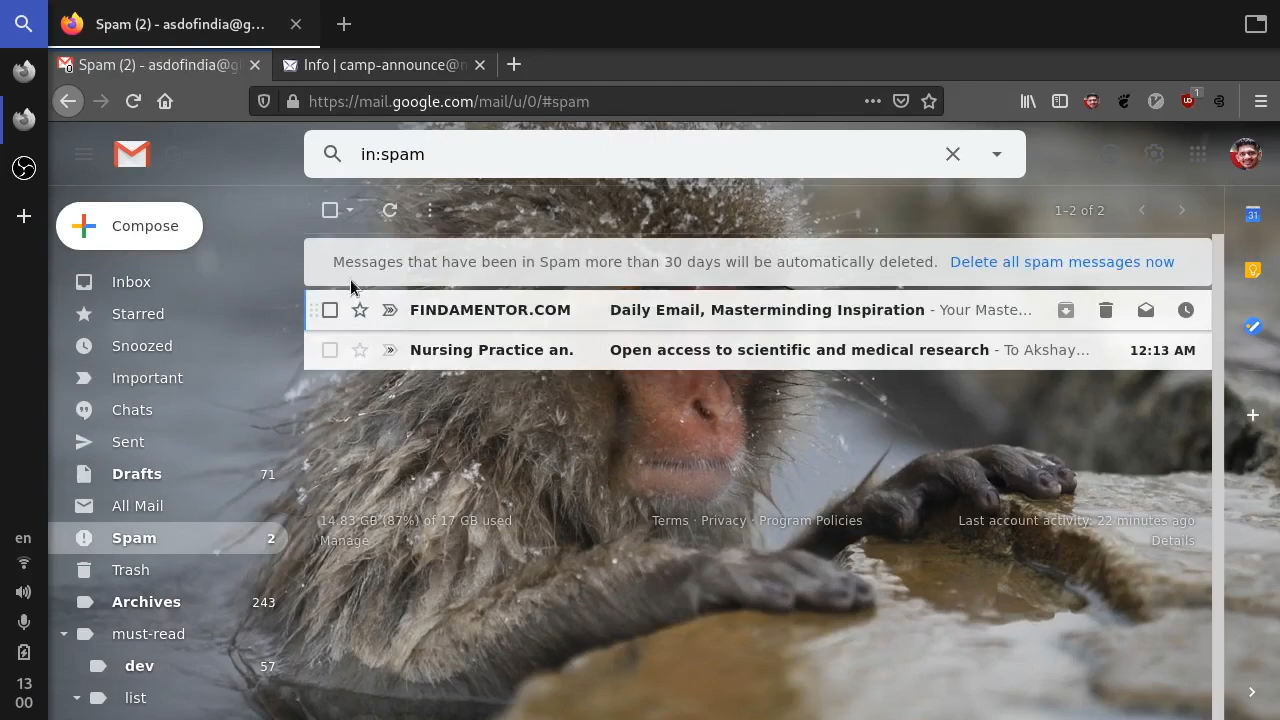 Spam (2) - asdofindia@g...
Spam (2) - asdofindia@g
Info | camp-announce@n
https://mail.google.com/mail/u/0/#spam
1
in:spam
Compose
1–2 of 2
31
Messages that have been in Spam more than 30 days will be automatically deleted. Delete all spam messages now
Inbox
FINDAMENTOR.COM Daily Email, Masterminding Inspiration - Your Maste...
Starred
Snoozed
Nursing Practice an. Open access to scientific and medical research - To Akshay... 12:13 AM
Important
Chats
Sent
Drafts 71
All Mail
14.83 GB (87%) of 17 GB used
Manage
Terms · Privacy · Program Policies
Last account activity: 22 minutes ago
Details
Spam 2
Trash
Archives 243
must-read
dev 57
list
en
13
00